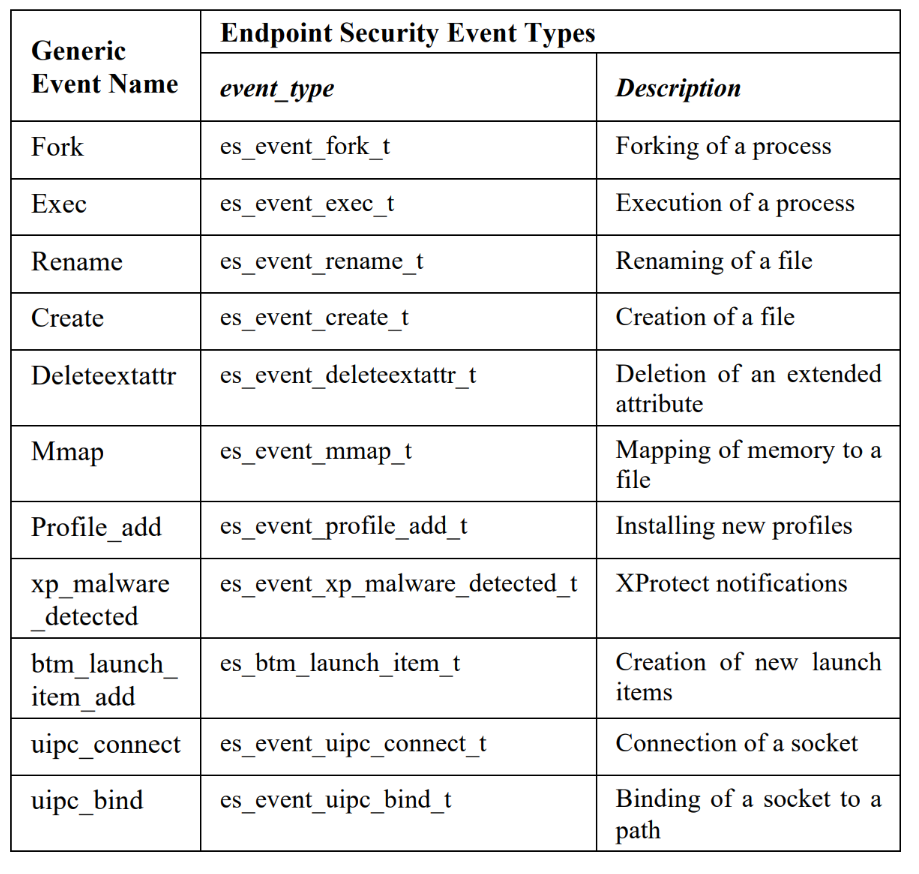 Generic
Event Name
Endpoint Security Event Types
event_type
Description
Fork
es_event_fork_t
Forking of a process
Exec
es_event_exec_t
Execution of a process
Rename
es_event_rename_t
Renaming of a file
Create
es_event_create_t
Creation of a file
Deleteextattr
es_event_deleteextattr_t
Deletion of an extended
attribute
Mmap
es_event_mmap_t
Mapping of memory to a
file
Profile_add
es_event_profile_add_t
Installing new profiles
xp_malware
_detected
es_event_xp_malware_detected_t
XProtect notifications
btm_launch_
item_add
es_btm_launch_item_t
Creation of new launch
items
uipc_connect
es_event_uipc_connect_t
Connection of a socket
uipc_bind
es_event_uipc_bind_t
Binding of a socket to a
path